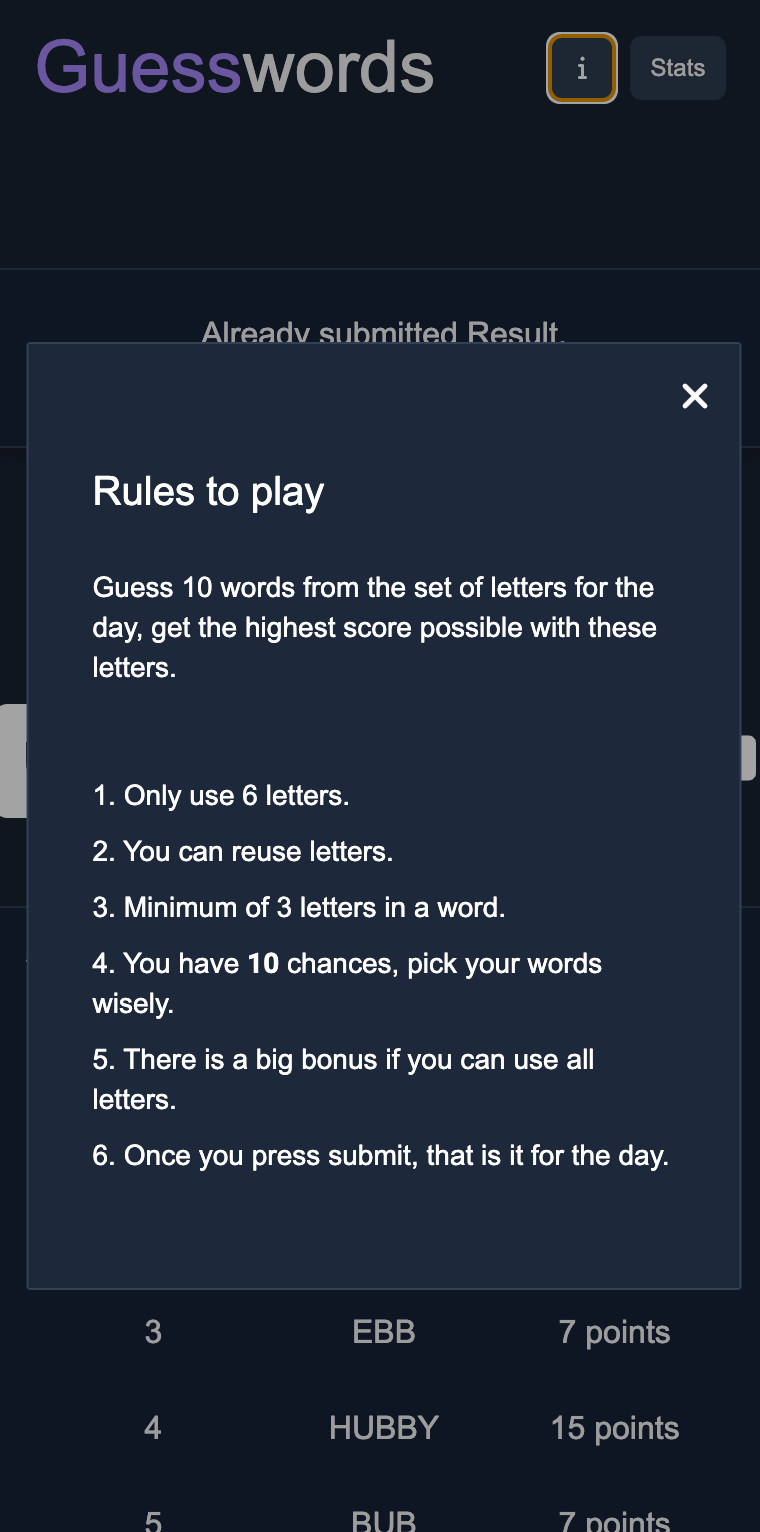 Guesswords
i
Stats
Already submitted Result.
Rules to play
Guess 10 words from the set of letters for the
day, get the highest score possible with these
letters.
1. Only use 6 letters.
2. You can reuse letters.
3. Minimum of 3 letters in a word.
4. You have 10 chances, pick your words
wisely.
5. There is a big bonus if you can use all
letters.
6. Once you press submit, that is it for the day.
3 EBB 7 points
4 HUBBY 15 points
5 BUB 7 points